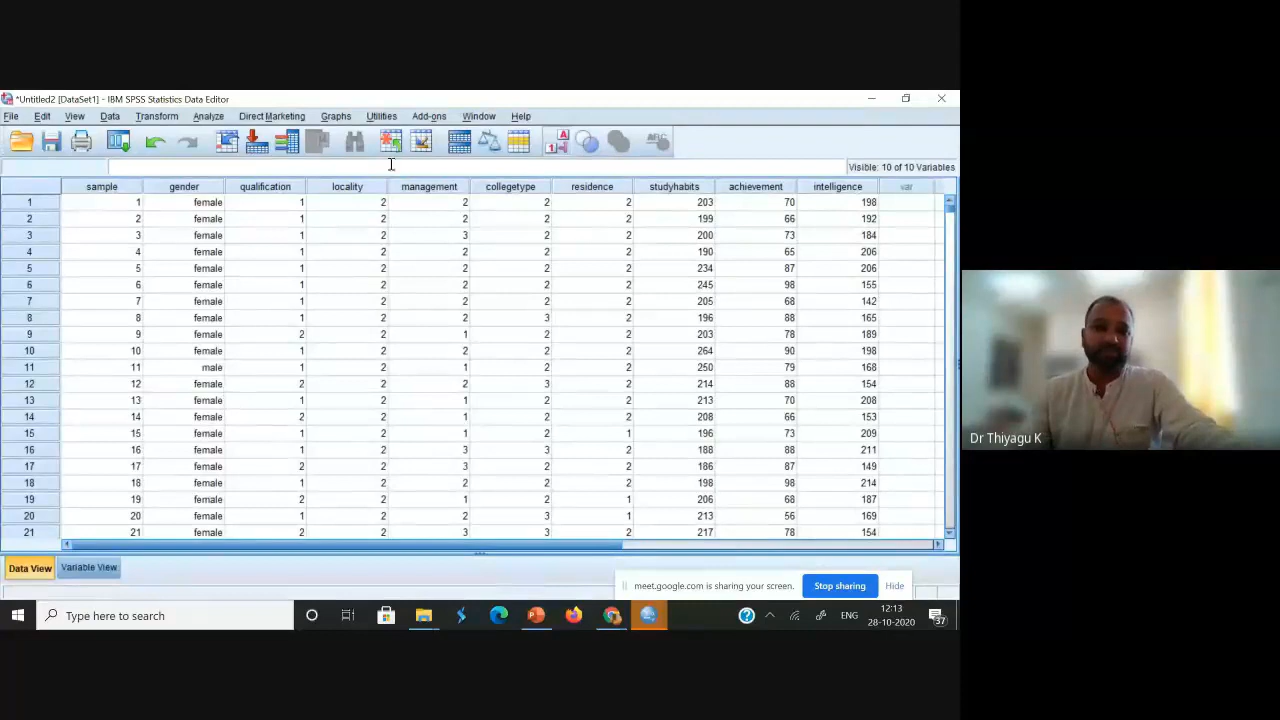 *Untitled2 [DataSet1] - IBM SPSS Statistics Data Editor
File Edit View Data Transform Analyze Direct Marketing Graphs Utilities Add-ons Window Help
Visible: 10 of 10 Variables
sample gender qualification locality management collegetype residence studyhabits achievement intelligence var
1 1 female 1 2 2 2 2 203 70 198
2 2 female 1 2 2 2 2 199 66 192
3 3 female 1 2 3 2 2 200 73 184
4 4 female 1 2 2 2 2 190 65 206
5 5 female 1 2 2 2 2 234 87 206
6 6 female 1 2 2 2 2 245 98 155
7 7 female 1 2 2 2 2 205 68 142
8 8 female 1 2 2 3 2 196 88 165
9 9 female 2 2 1 2 2 203 78 189
10 10 female 1 2 2 2 2 264 90 198
11 11 male 1 2 1 2 2 250 79 168
12 12 female 2 2 2 3 2 214 88 154
13 13 female 1 2 1 2 2 213 70 208
14 14 female 2 2 1 2 2 208 66 153
15 15 female 1 2 1 2 1 196 73 209
16 16 female 1 2 3 3 2 188 88 211
17 17 female 2 2 3 2 2 186 87 149
18 18 female 1 2 2 2 2 198 98 214
19 19 female 2 2 1 2 1 206 68 187
20 20 female 1 2 2 3 1 213 56 169
21 21 female 2 2 3 3 2 217 78 154
Data View Variable View
meet.google.com is sharing your screen. Stop sharing Hide
Type here to search
ENG
12:13
28-10-2020
37
Dr Thiyagu K